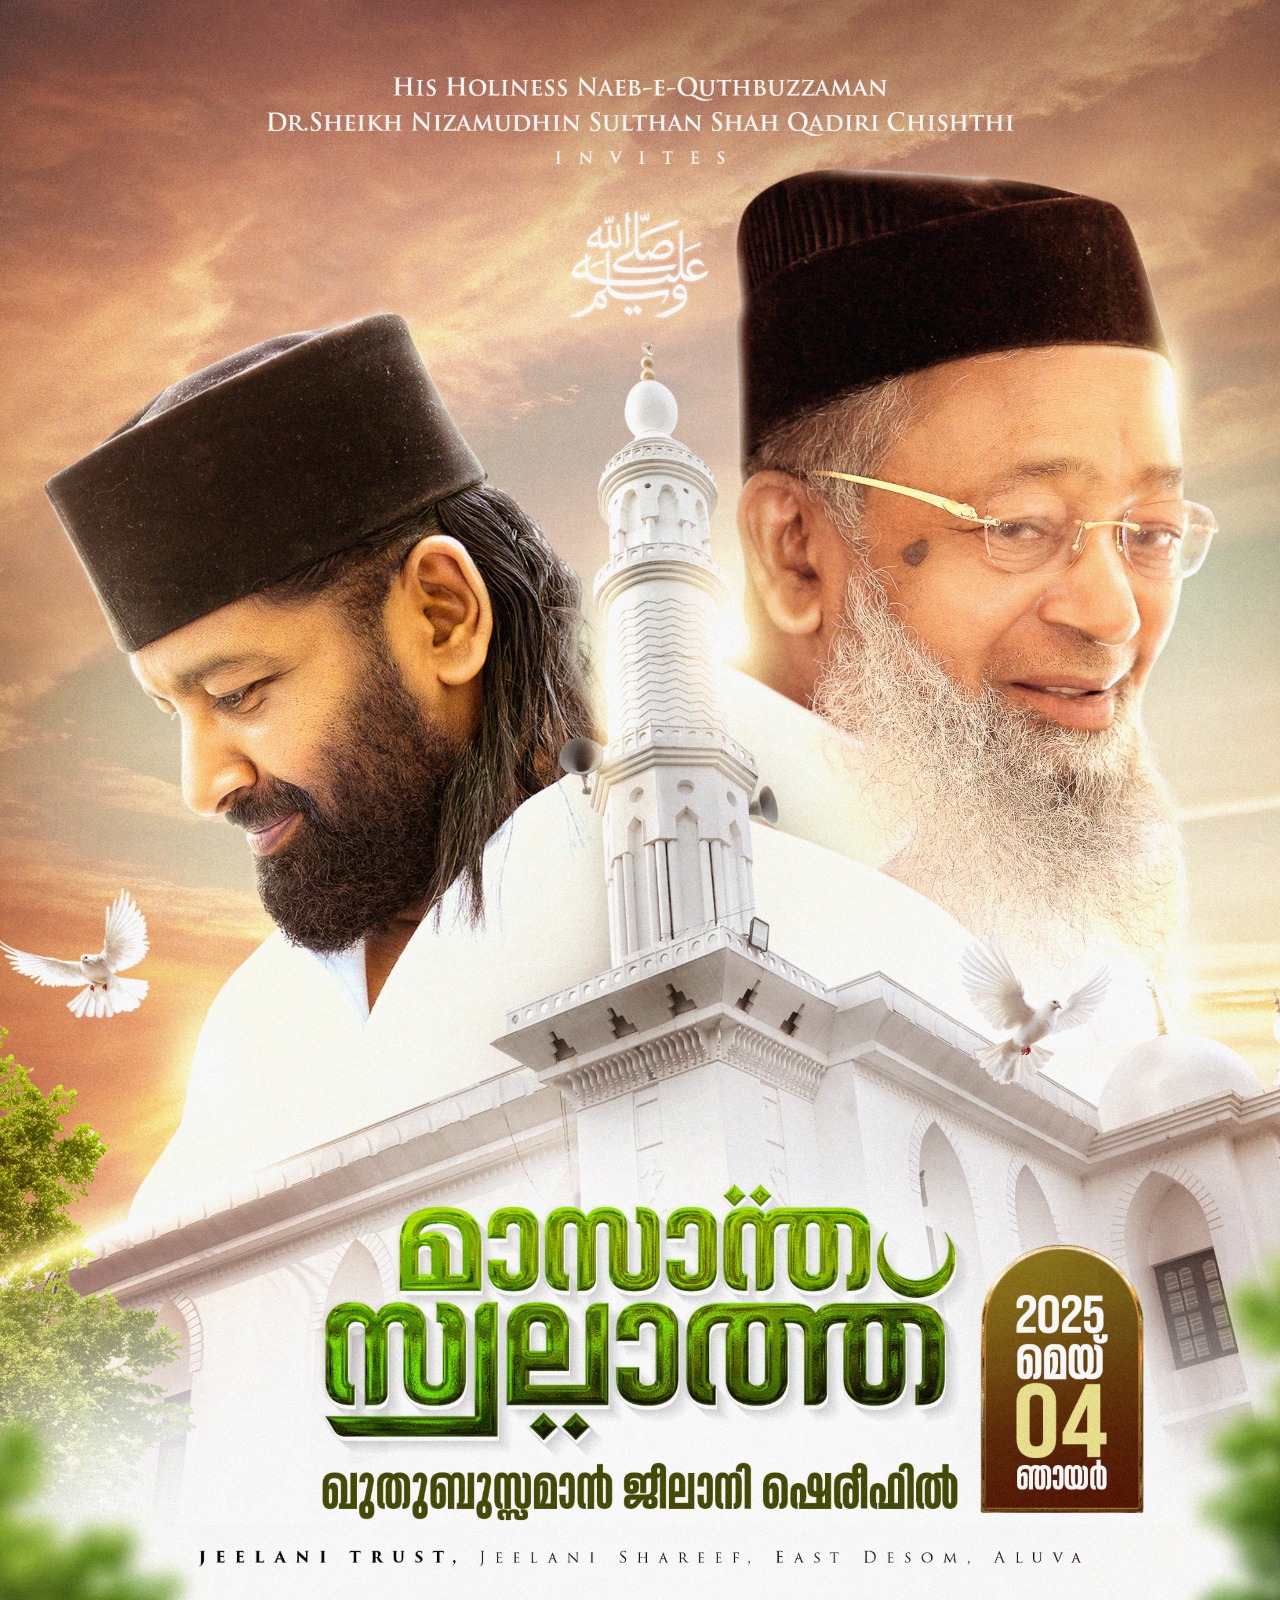 His Holiness Naeb-e-Quthbuzzaman
Dr.Sheikh Nizamudhin Sulthan Shah Qadiri Chishthi
INVITES
صلى الله عليه وسلم
മാസാന്ത
സ്വലാത്ത്
ഖുതുബുസ്സമാൻ ജീലാനി ഷെരീഫിൽ
2025
മെയ്
04
ഞായർ
JEELANI TRUST, Jeelani Shareef, East Desom, Aluva